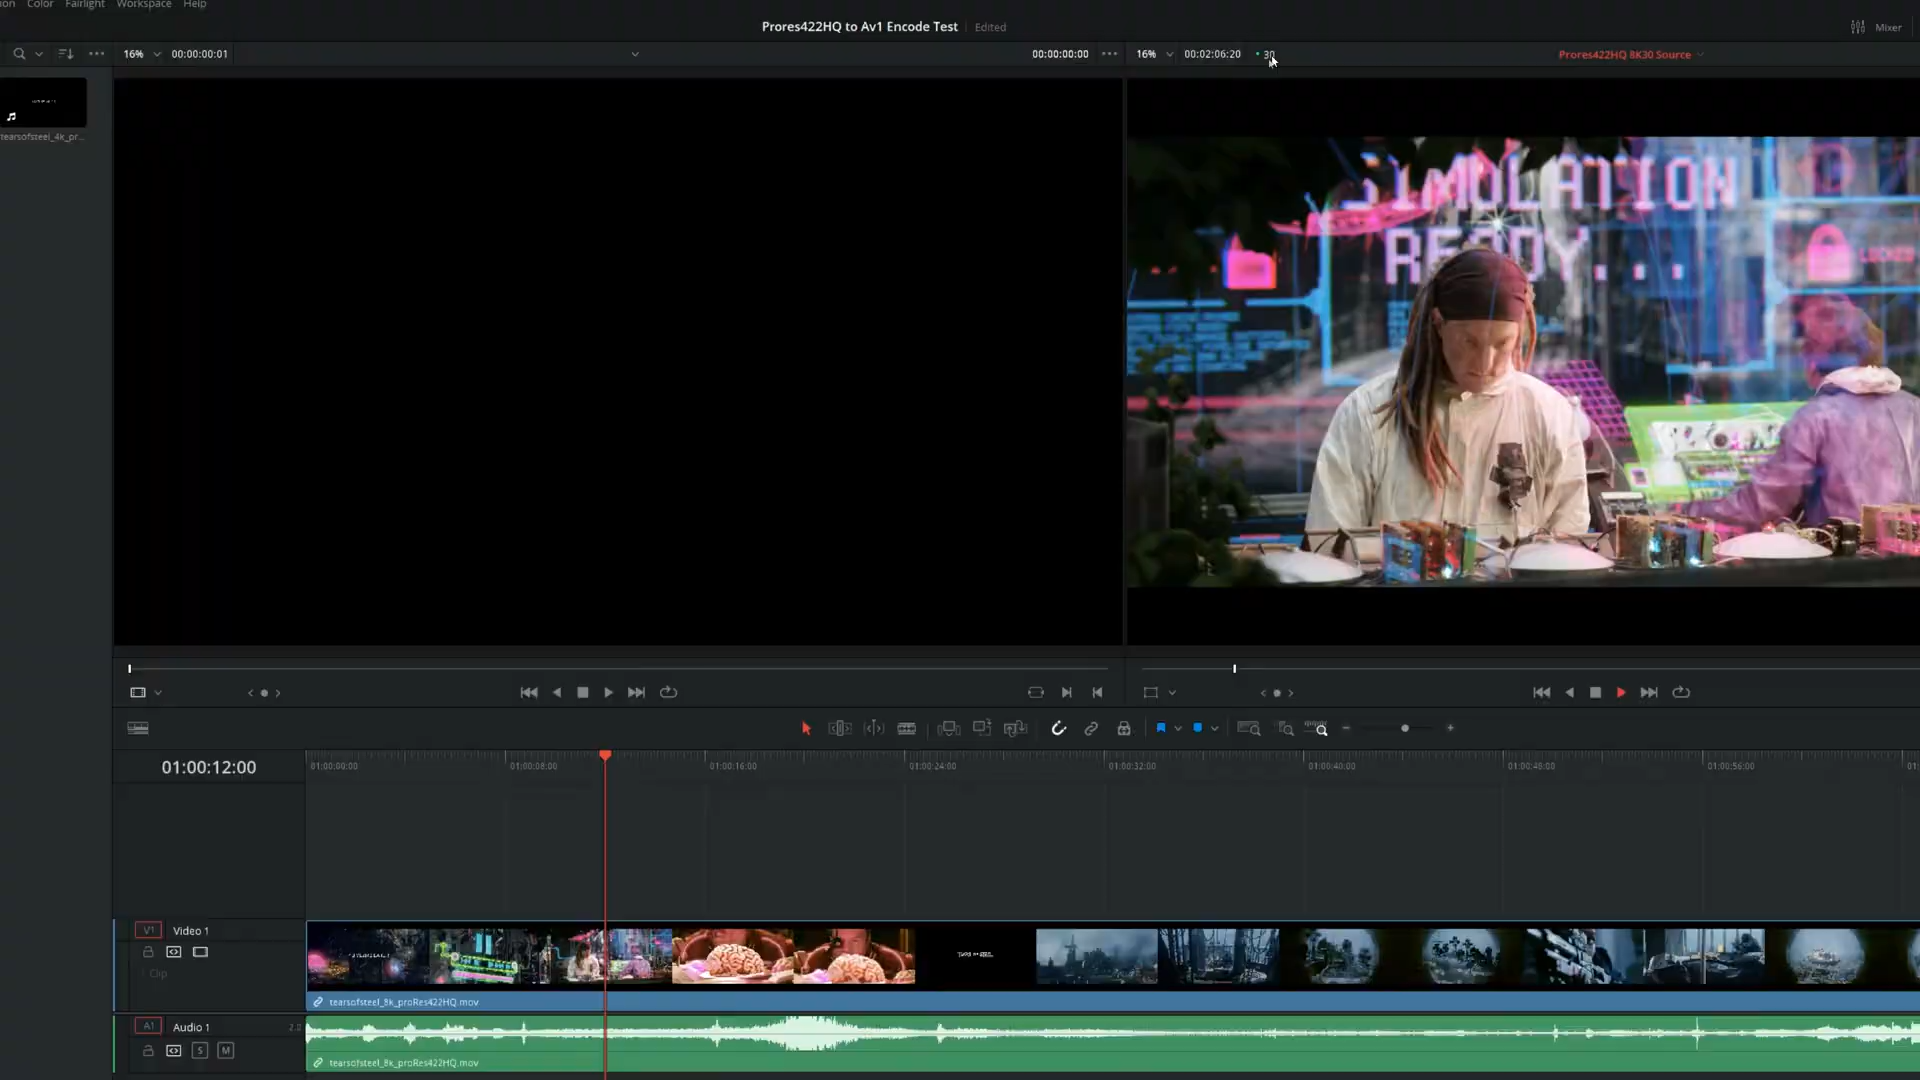 Color Fairlight Workspace Help
Prores422HQ to Av1 Encode Test Edited
Mixer
16% 00:00:00:01 00:00:00:00 16% 00:02:06:20 30 Prores422HQ 8K30 Source
tearsofsteel_4k_pr...
SIMULATION
READY...
LOCKED
01:00:12:00
01:00:00:00 01:00:08:00 01:00:16:00 01:00:24:00 01:00:32:00 01:00:40:00 01:00:48:00 01:00:56:00
V1 Video 1
1 Clip
tearsofsteel_8k_proRes422HQ.mov
A1 Audio 1 2.0
S M
tearsofsteel_8k_proRes422HQ.mov